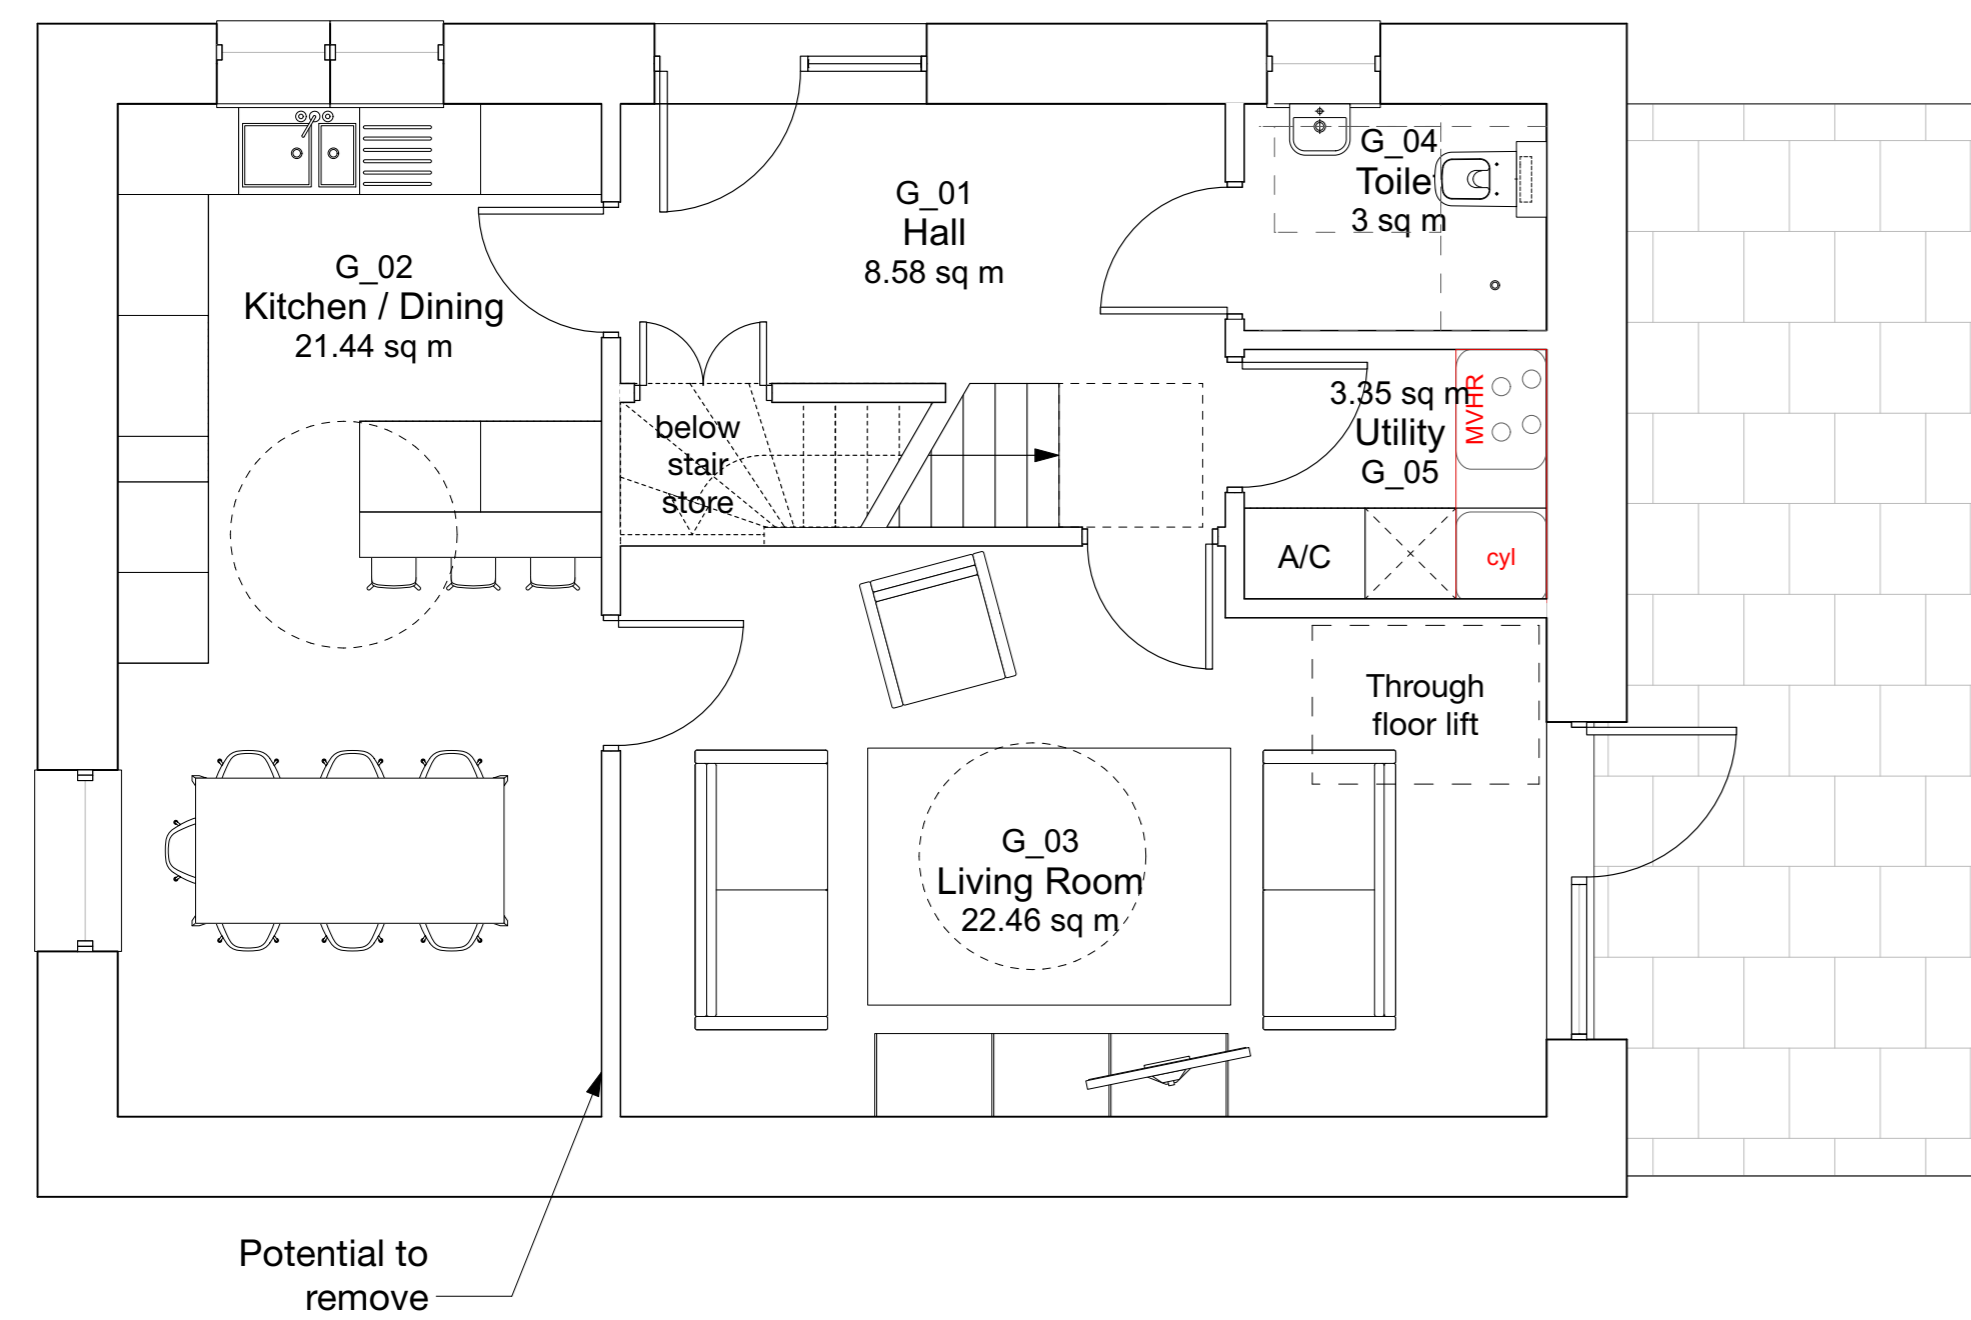 G_04
Toilet
3 sq m
G_01
Hall
8.58 sq m
G_02
Kitchen / Dining
21.44 sq m
3.35 sq m
Utility
G_05
MVHR
below
stair
store
A/C
cyl
Through
floor lift
G_03
Living Room
22.46 sq m
Potential to
remove